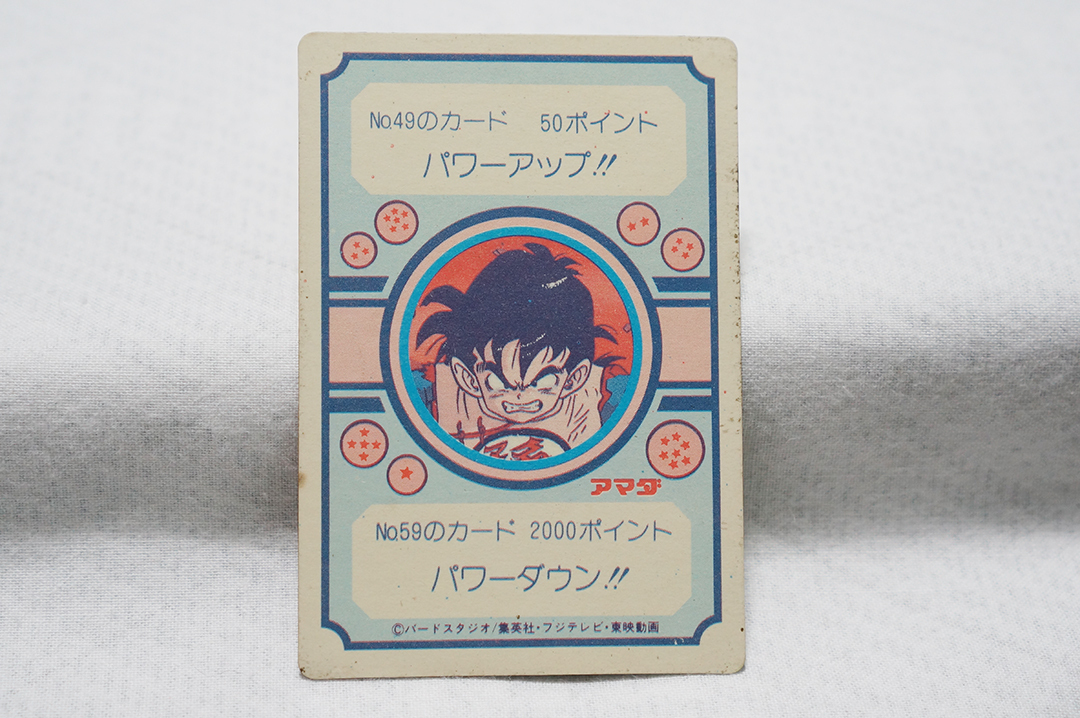 No.49のカード 50ポイント
パワーアップ!!
アマダ
No.59のカード 2000ポイント
パワーダウン!!
©バードスタジオ/集英社・フジテレビ・東映動画